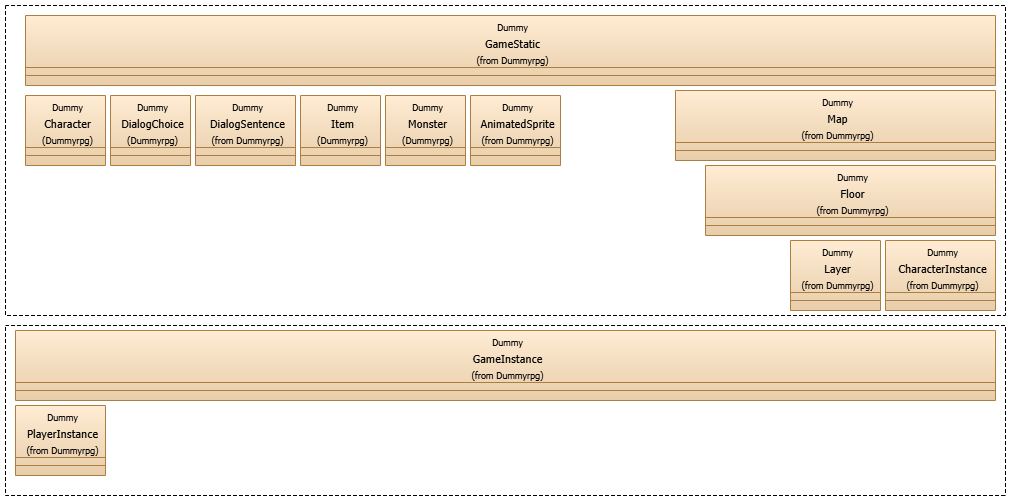 Dummy
GameStatic
(from Dummyrpg)
Dummy
Character
(Dummyrpg)
Dummy
DialogChoice
(Dummyrpg)
Dummy
DialogSentence
(from Dummyrpg)
Dummy
Item
(Dummyrpg)
Dummy
Monster
(Dummyrpg)
Dummy
AnimatedSprite
(from Dummyrpg)
Dummy
Map
(from Dummyrpg)
Dummy
Floor
(from Dummyrpg)
Dummy
Layer
(from Dummyrpg)
Dummy
CharacterInstance
(from Dummyrpg)
Dummy
GameInstance
(from Dummyrpg)
Dummy
PlayerInstance
(from Dummyrpg)